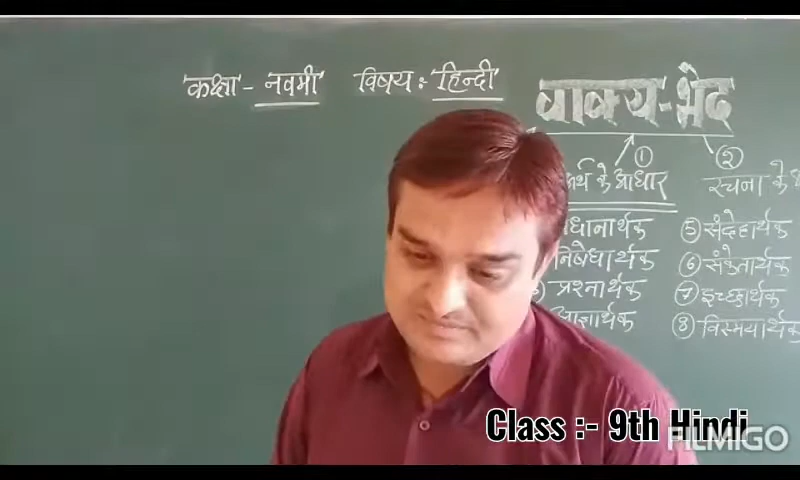 कक्षा - नवमी विषय : हिन्दी
वाक्य-भेद
① ②
के आधार रचना के
निषेधार्थक ⑤ संदेहार्थक
प्रश्नार्थक ⑥ संकेतार्थक
⑦ इच्छार्थक
⑧ विस्मयार्थक
Class :- 9th Hindi
FILMIGO